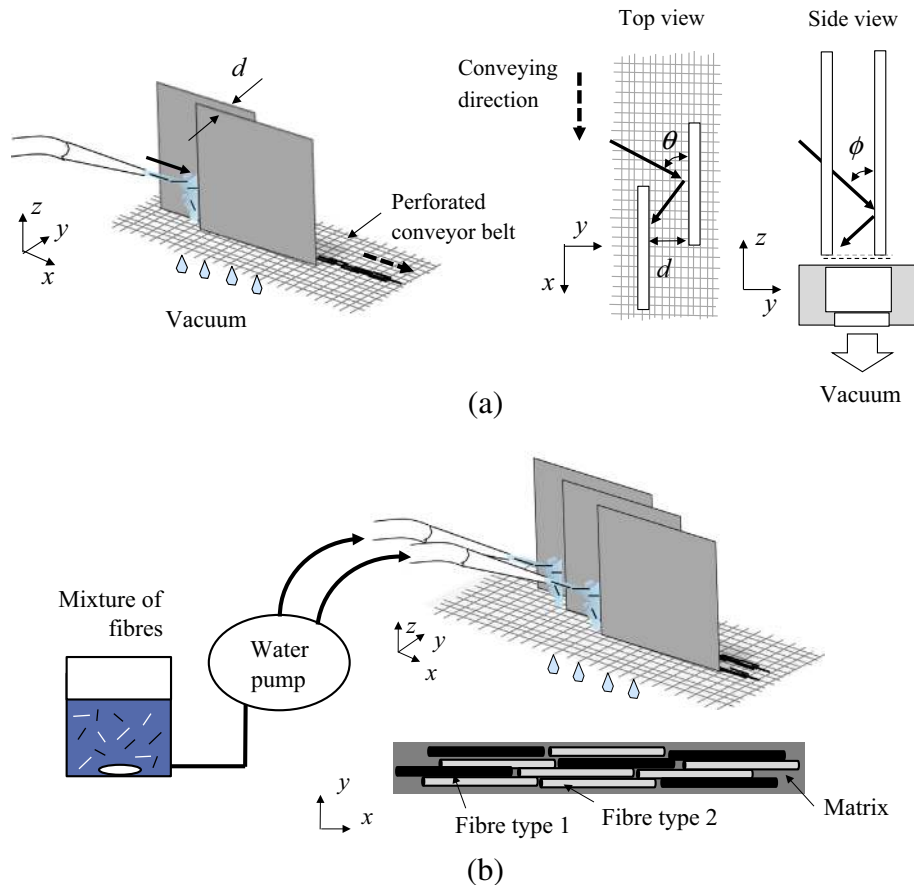 d
z
y
x
Perforated
conveyor belt
Vacuum
Top view
Conveying
direction
θ
y
x
d
Side view
ϕ
z
y
Vacuum
(a)
Mixture of
fibres
Water
pump
z
y
x
y
x
Fibre type 1
Fibre type 2
Matrix
(b)